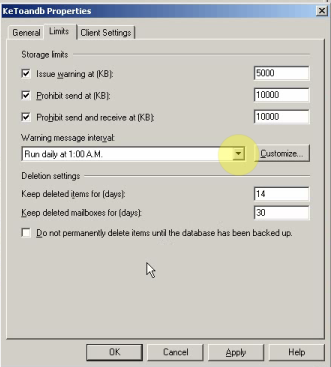 KeToandb Properties
General Limits Client Settings
Storage limits
Issue warning at (KB): 5000
Prohibit send at (KB): 10000
Prohibit send and receive at (KB): 10000
Warning message interval:
Run daily at 1:00 A.M. Customize...
Deletion settings
Keep deleted items for (days): 14
Keep deleted mailboxes for (days): 30
Do not permanently delete items until the database has been backed up.
OK Cancel Apply Help